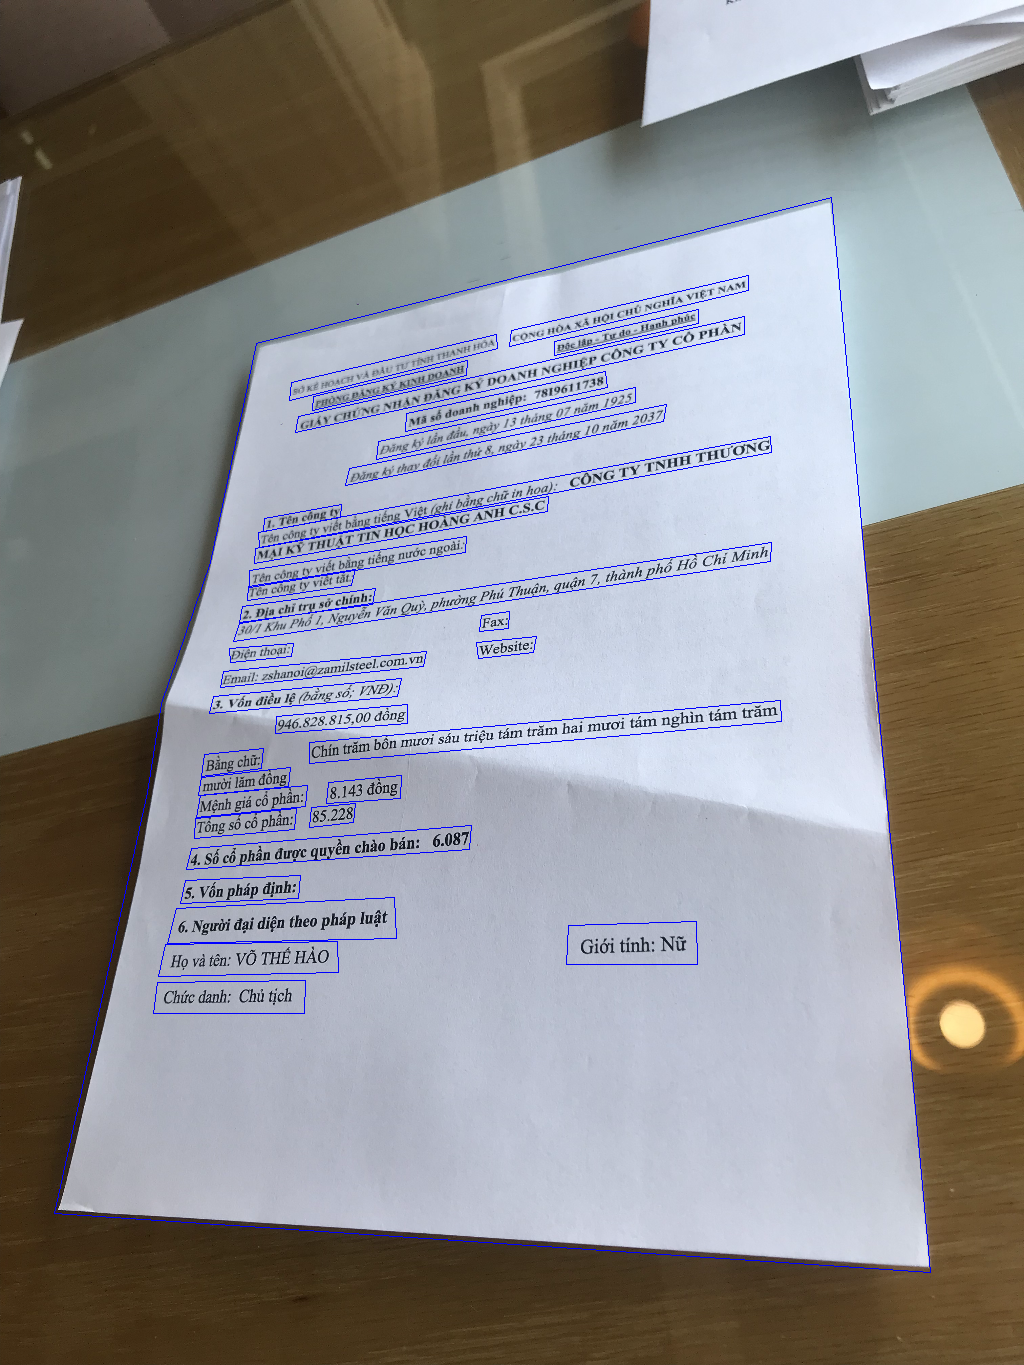 SỞ KẾ HOẠCH VÀ ĐẦU TƯ TỈNH THANH HÓA
CỘNG HÒA XÃ HỘI CHỦ NGHĨA VIỆT NAM
PHÒNG ĐĂNG KÝ KINH DOANH
Độc lập - Tự do - Hạnh phúc
GIẤY CHỨNG NHẬN ĐĂNG KÝ DOANH NGHIỆP CÔNG TY CỔ PHẦN
Mã số doanh nghiệp: 7819611738
Đăng ký lần đầu, ngày 13 tháng 07 năm 1925
Đăng ký thay đổi lần thứ 8, ngày 23 tháng 10 năm 2037
1. Tên công ty
Tên công ty viết bằng tiếng Việt (ghi bằng chữ in hoa): CÔNG TY TNHH THƯƠNG
MẠI KỸ THUẬT TIN HỌC HOÀNG ANH C.S.C
Tên công ty viết bằng tiếng nước ngoài.
Tên công ty viết tắt.
2. Địa chỉ trụ sở chính:
30/1 Khu Phố 1, Nguyễn Văn Quỳ, phường Phú Thuận, quận 7, thành phố Hồ Chí Minh
Điện thoại:
Fax:
Email: zshanoi@zamilsteel.com.vn
Website:
3. Vốn điều lệ (bằng số; VNĐ):
946.828.815,00 đồng
Bằng chữ:
Chín trăm bốn mươi sáu triệu tám trăm hai mươi tám nghìn tám trăm
mười lăm đồng
Mệnh giá cổ phần:
8.143 đồng
Tổng số cổ phần:
85.228
4. Số cổ phần được quyền chào bán: 6.087
5. Vốn pháp định:
6. Người đại diện theo pháp luật
Họ và tên: VÕ THẾ HÀO
Giới tính: Nữ
Chức danh: Chủ tịch